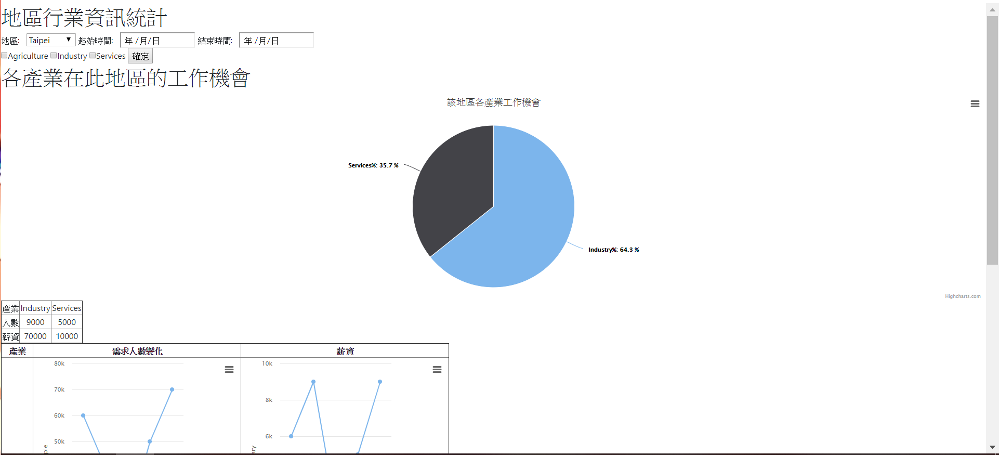 地區行業資訊統計
地區: Taipei 起始時間: 年 /月/日 結束時間: 年 /月/日
Agriculture Industry Services 確定
各產業在此地區的工作機會
該地區各產業工作機會
Services%: 35.7 %
Industry%: 64.3 %
Highcharts.com
產業 Industry Services
人數 9000 5000
薪資 70000 10000
產業 需求人數變化 薪資
80k 10k
70k
8k
60k
6k
50k